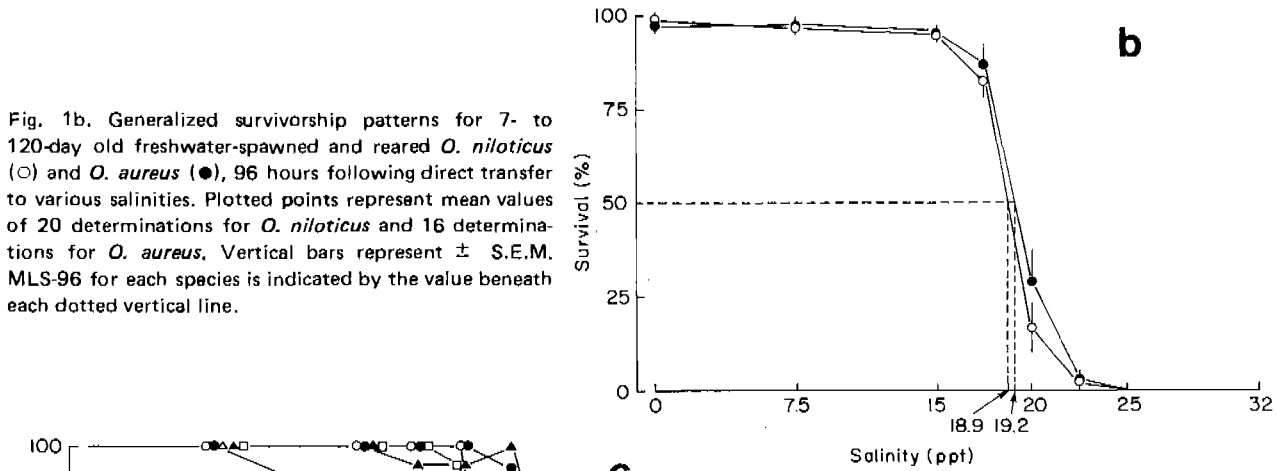 Fig. 1b. Generalized survivorship patterns for 7- to
120-day old freshwater-spawned and reared O. niloticus
(○) and O. aureus (●), 96 hours following direct transfer
to various salinities. Plotted points represent mean values
of 20 determinations for O. niloticus and 16 determina-
tions for O. aureus. Vertical bars represent ± S.E.M.
MLS-96 for each species is indicated by the value beneath
each dotted vertical line.
b
Survival (%)
100
75
50
25
0
0 7.5 15 20 25 32
18.9 19.2
Salinity (ppt)
100